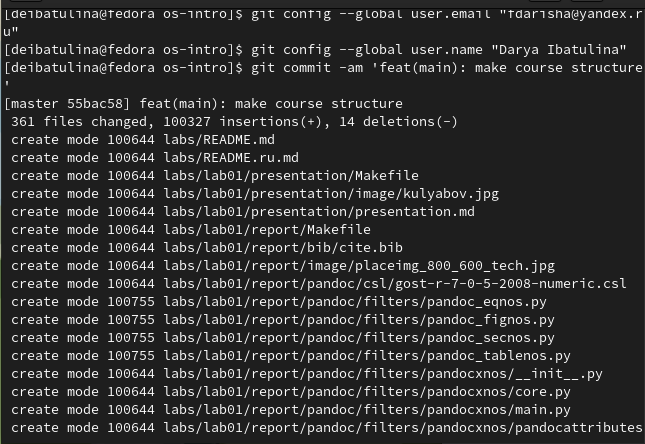 [deibatulina@fedora os-intro]$ git config --global user.email "fdarisha@yandex.r
u"
[deibatulina@fedora os-intro]$ git config --global user.name "Darya Ibatulina"
[deibatulina@fedora os-intro]$ git commit -am 'feat(main): make course structure
'
[master 55bac58] feat(main): make course structure
 361 files changed, 100327 insertions(+), 14 deletions(-)
 create mode 100644 labs/README.md
 create mode 100644 labs/README.ru.md
 create mode 100644 labs/lab01/presentation/Makefile
 create mode 100644 labs/lab01/presentation/image/kulyabov.jpg
 create mode 100644 labs/lab01/presentation/presentation.md
 create mode 100644 labs/lab01/report/Makefile
 create mode 100644 labs/lab01/report/bib/cite.bib
 create mode 100644 labs/lab01/report/image/placeimg_800_600_tech.jpg
 create mode 100644 labs/lab01/report/pandoc/csl/gost-r-7-0-5-2008-numeric.csl
 create mode 100755 labs/lab01/report/pandoc/filters/pandoc_eqnos.py
 create mode 100755 labs/lab01/report/pandoc/filters/pandoc_fignos.py
 create mode 100755 labs/lab01/report/pandoc/filters/pandoc_secnos.py
 create mode 100755 labs/lab01/report/pandoc/filters/pandoc_tablenos.py
 create mode 100644 labs/lab01/report/pandoc/filters/pandocxnos/__init__.py
 create mode 100644 labs/lab01/report/pandoc/filters/pandocxnos/core.py
 create mode 100644 labs/lab01/report/pandoc/filters/pandocxnos/main.py
 create mode 100644 labs/lab01/report/pandoc/filters/pandocxnos/pandocattributes